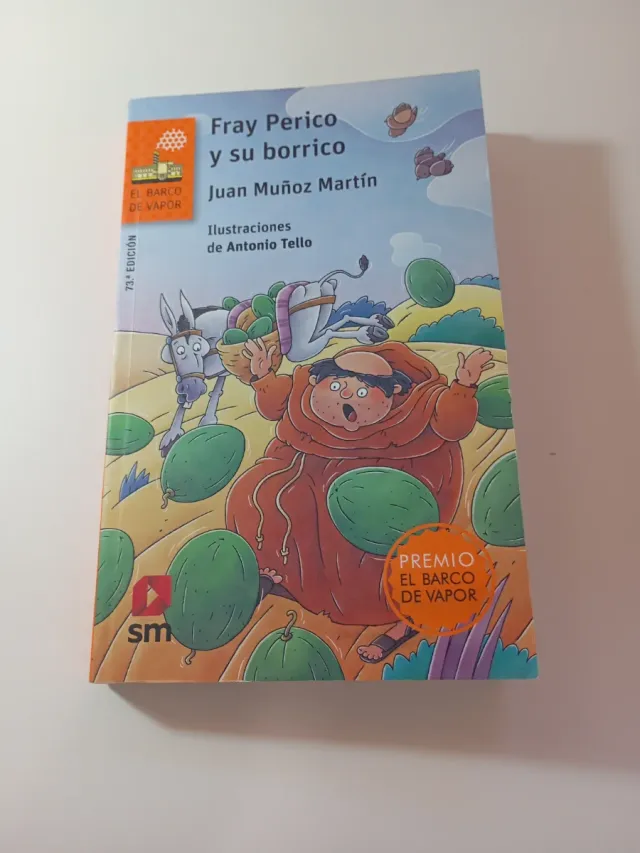 Fray Perico
y su borrico
Juan Muñoz Martín
Ilustraciones
de Antonio Tello
EL BARCO
DE VAPOR
73.ª EDICIÓN
PREMIO
EL BARCO
DE VAPOR
sm